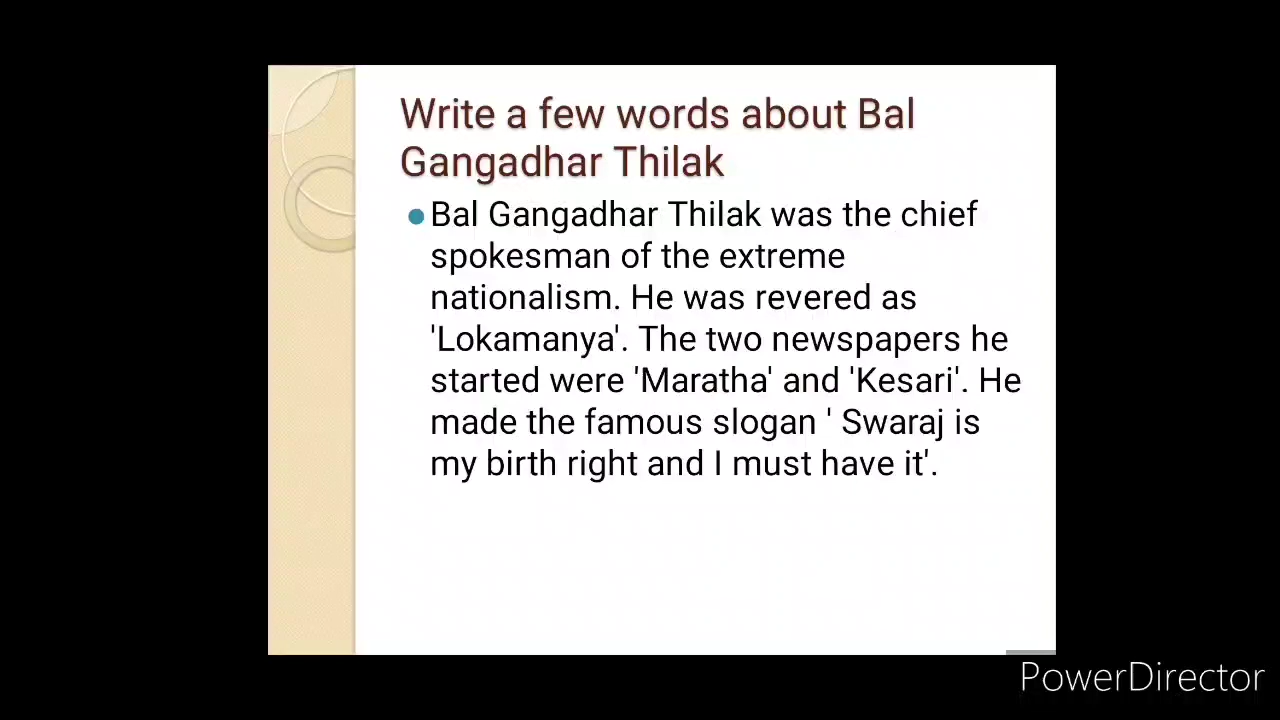 Write a few words about Bal
Gangadhar Thilak
Bal Gangadhar Thilak was the chief
spokesman of the extreme
nationalism. He was revered as
'Lokamanya'. The two newspapers he
started were 'Maratha' and 'Kesari'. He
made the famous slogan ' Swaraj is
my birth right and I must have it'.
PowerDirector